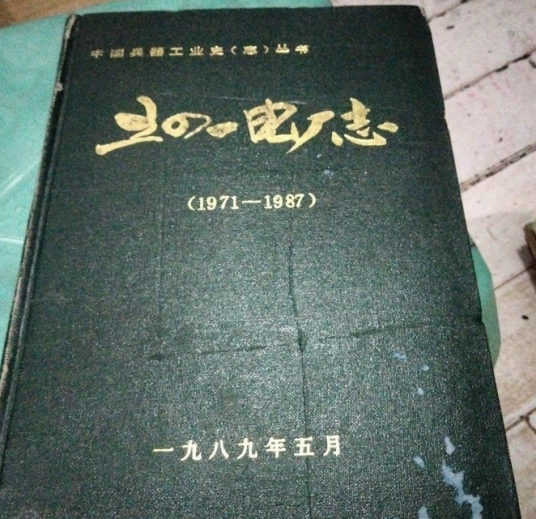 中国兵器工业史(志)丛书
五四一电厂志
(1971—1987)
一九八九年五月